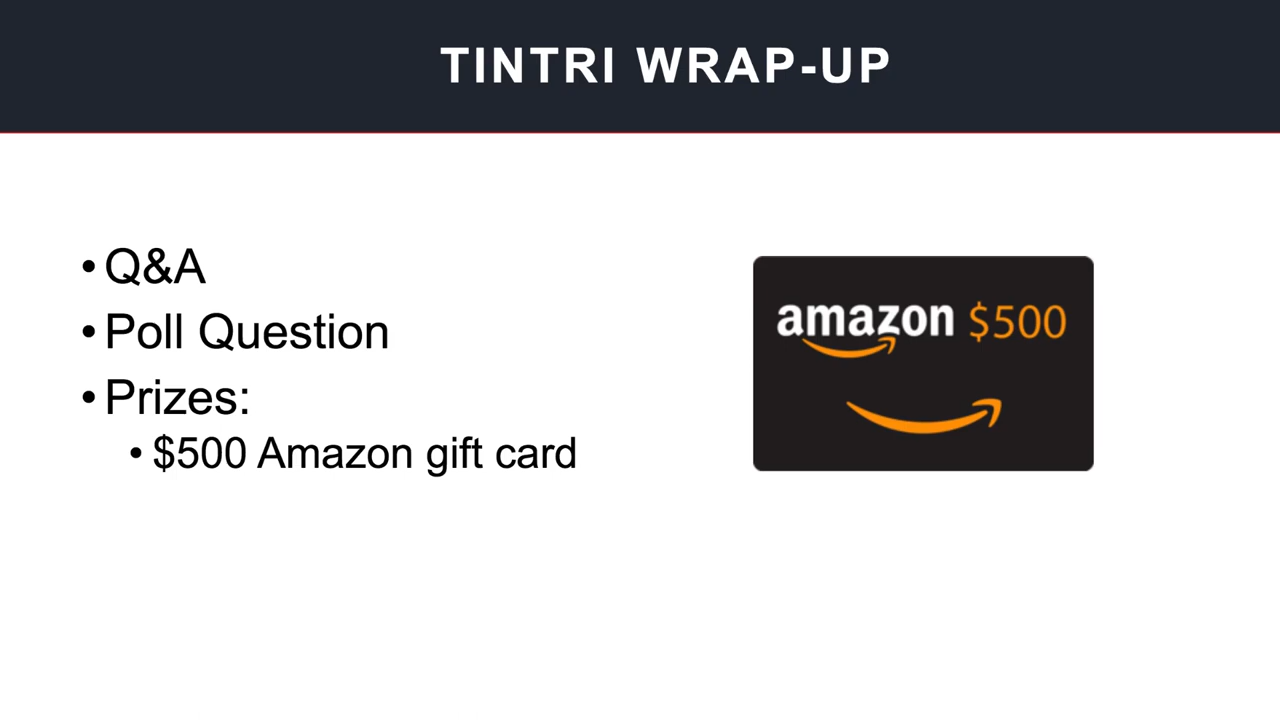 TINTRI WRAP-UP
• Q&A
• Poll Question
• Prizes:
• $500 Amazon gift card
amazon $500